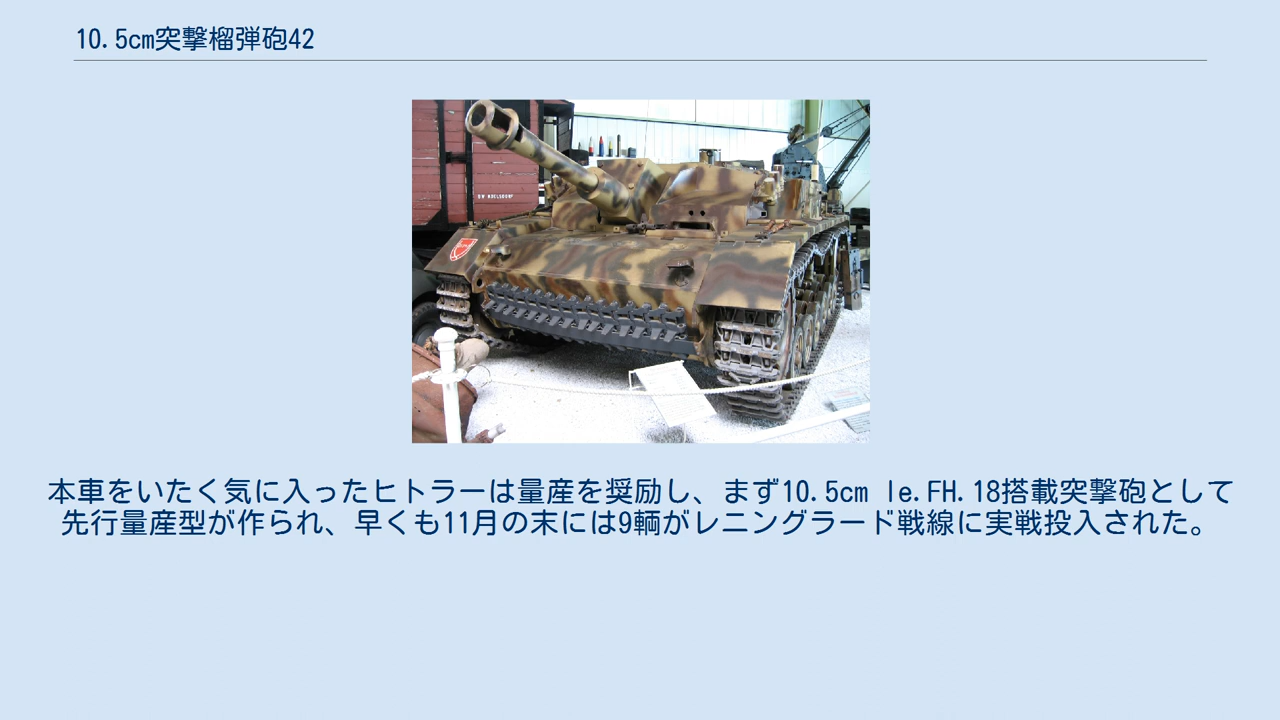 10.5cm突撃榴弾砲42
本車をいたく気に入ったヒトラーは量産を奨励し、まず10.5cm le.FH.18搭載突撃砲として
先行量産型が作られ、早くも11月の末には9輌がレニングラード戦線に実戦投入された。